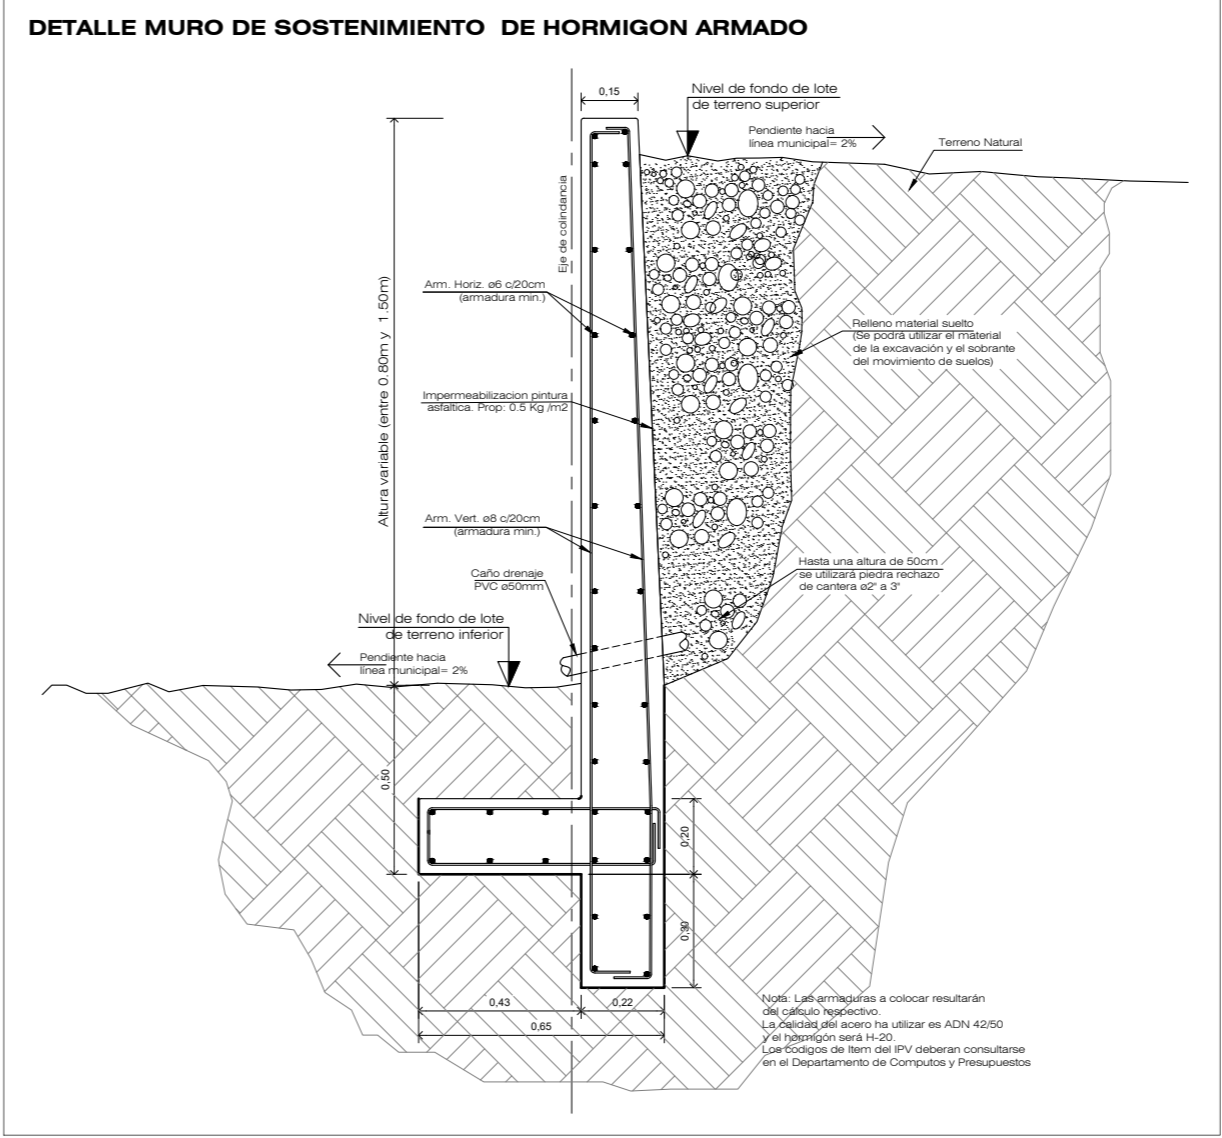 DETALLE MURO DE SOSTENIMIENTO DE HORMIGON ARMADO
0,15
Nivel de fondo de lote
de terreno superior
Pendiente hacia
línea municipal= 2%
Terreno Natural
Eje de colindancia
Altura variable (entre 0.80m y 1.50m)
Arm. Horiz. ø6 c/20cm
(armadura min.)
Relleno material suelto
(Se podrá utilizar el material
de la excavación y el sobrante
del movimiento de suelos)
Impermeabilizacion pintura
asfaltica. Prop: 0.5 Kg /m2
Arm. Vert. ø8 c/20cm
(armadura min.)
Caño drenaje
PVC ø50mm
Hasta una altura de 50cm
se utilizará piedra rechazo
de cantera ø2" a 3"
Nivel de fondo de lote
de terreno inferior
Pendiente hacia
línea municipal= 2%
0,50
0,20
0,30
0,43
0,22
0,65
Nota: Las armaduras a colocar resultarán
del cálculo respectivo.
La calidad del acero ha utilizar es ADN 42/50
y el hormigón será H-20.
Los codigos de Item del IPV deberan consultarse
en el Departamento de Computos y Presupuestos